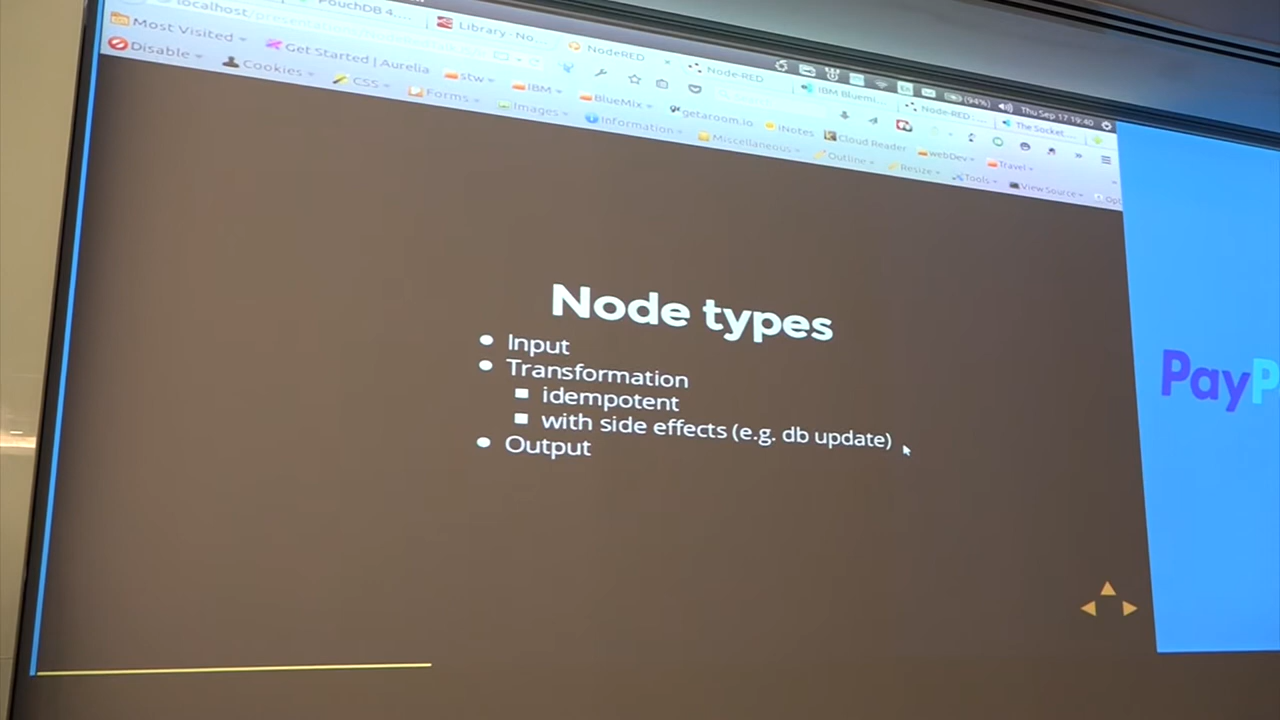 PouchDB 4....
Library - No...
NodeRED
Node-RED
IBM Bluemi...
Node-RED :...
The Socket...
(94%)
Thu Sep 17 19:40
localhost/presentati
Most Visited
Disable
Get Started | Aurelia
Cookies
CSS
stw
Forms
IBM
Images
BlueMix
Information
getaroom.io
Miscellaneous
iNotes
Cloud Reader
Outline
webDev
Resize
Travel
Tools
View Source
Opt
Node types
Input
Transformation
idempotent
with side effects (e.g. db update)
Output
PayP